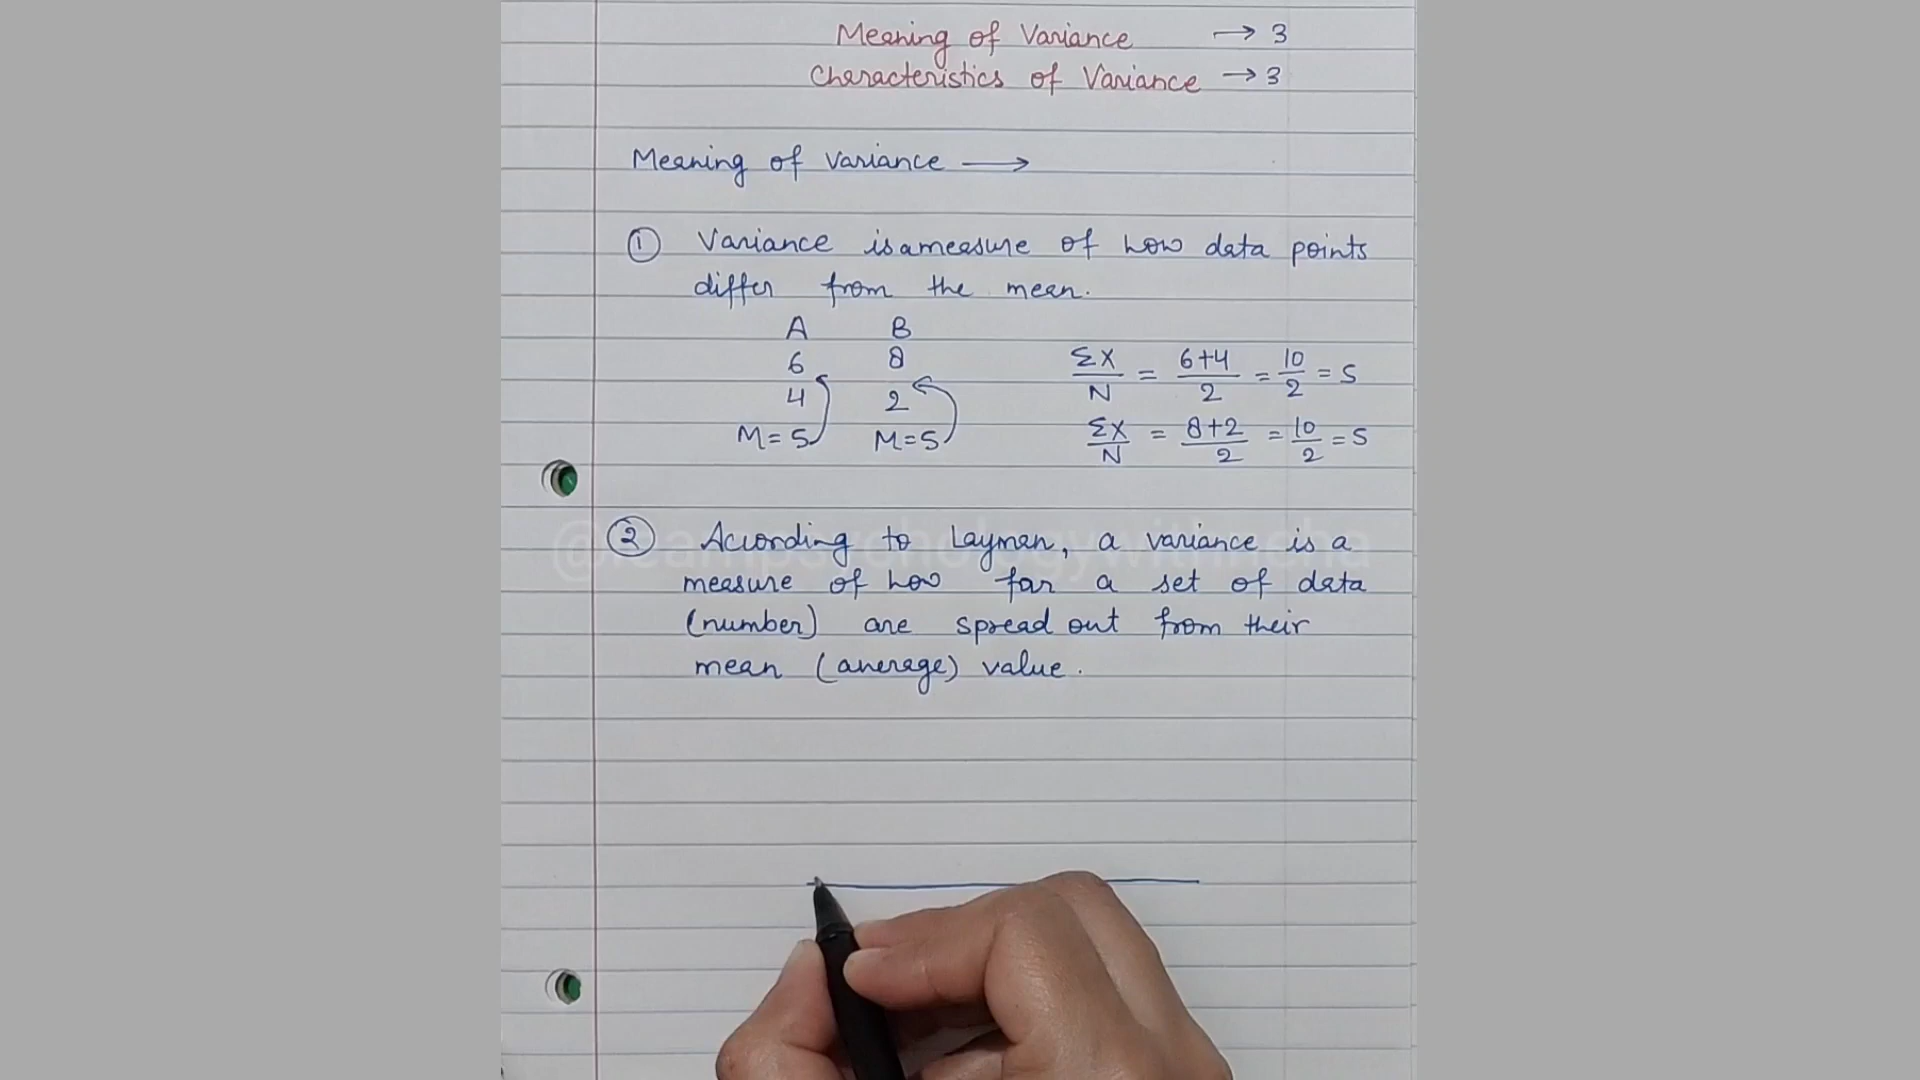 Meaning of Variance → 3
Characteristics of Variance → 3
Meaning of variance →
① Variance is a measure of how data points
differ from the mean.
A B
6 8
4 2
M=5 M=5
ΣX/N = 6+4/2 = 10/2 = 5
ΣX/N = 8+2/2 = 10/2 = 5
② According to Layman, a variance is a
measure of how far a set of data
(number) are spread out from their
mean (average) value.